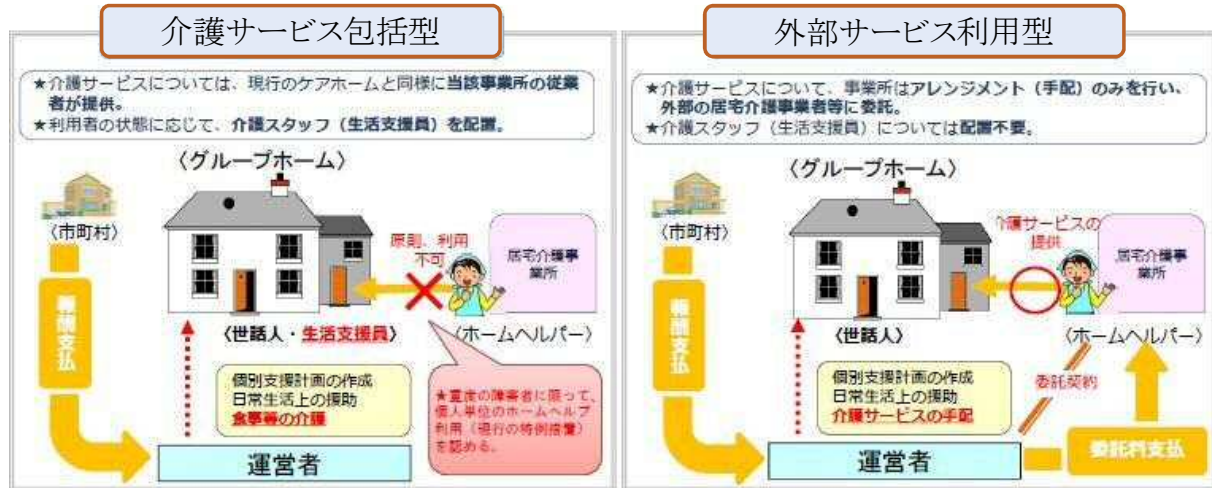 介護サービス包括型
★介護サービスについては、現行のケアホームと同様に当該事業所の従業
者が提供。
★利用者の状態に応じて、介護スタッフ（生活支援員）を配置。
〈グループホーム〉
〈市町村〉
原則、利用
不可
居宅介護事
業所
報酬支払
〈世話人・生活支援員〉
〈ホームヘルパー〉
個別支援計画の作成
日常生活上の援助
食事等の介護
★重度の障害者に限って、
個人単位のホームヘルプ
利用（現行の特例措置）
を認める。
運営者
外部サービス利用型
★介護サービスについて、事業所はアレンジメント（手配）のみを行い、
外部の居宅介護事業者等に委託。
★介護スタッフ（生活支援員）については配置不要。
〈グループホーム〉
〈市町村〉
介護サービスの
提供
居宅介護事
業所
報酬支払
〈世話人〉
〈ホームヘルパー〉
個別支援計画の作成
日常生活上の援助
介護サービスの手配
委託契約
運営者
委託料支払